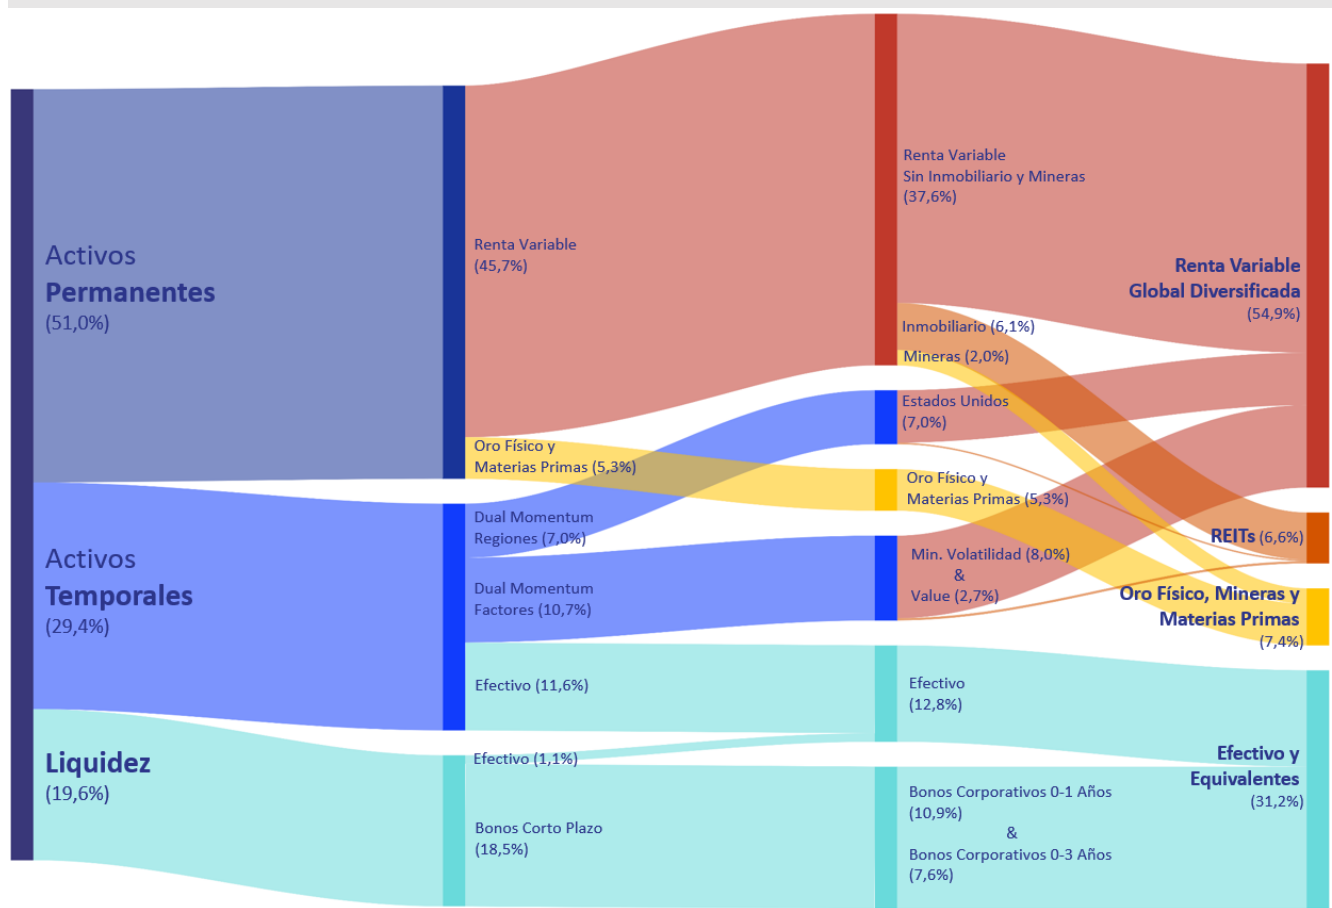 Activos
Permanentes
(51,0%)
Activos
Temporales
(29,4%)
Liquidez
(19,6%)
Renta Variable
(45,7%)
Oro Físico y
Materias Primas (5,3%)
Dual Momentum
Regiones (7,0%)
Dual Momentum
Factores (10,7%)
Efectivo (11,6%)
Efectivo (1,1%)
Bonos Corto Plazo
(18,5%)
Renta Variable
Sin Inmobiliario y Mineras
(37,6%)
Inmobiliario (6,1%)
Mineras (2,0%)
Estados Unidos
(7,0%)
Oro Físico y
Materias Primas (5,3%)
Min. Volatilidad (8,0%)
&
Value (2,7%)
Efectivo
(12,8%)
Bonos Corporativos 0-1 Años
(10,9%)
&
Bonos Corporativos 0-3 Años
(7,6%)
Renta Variable
Global Diversificada
(54,9%)
REITs (6,6%)
Oro Físico, Mineras y
Materias Primas
(7,4%)
Efectivo y
Equivalentes
(31,2%)